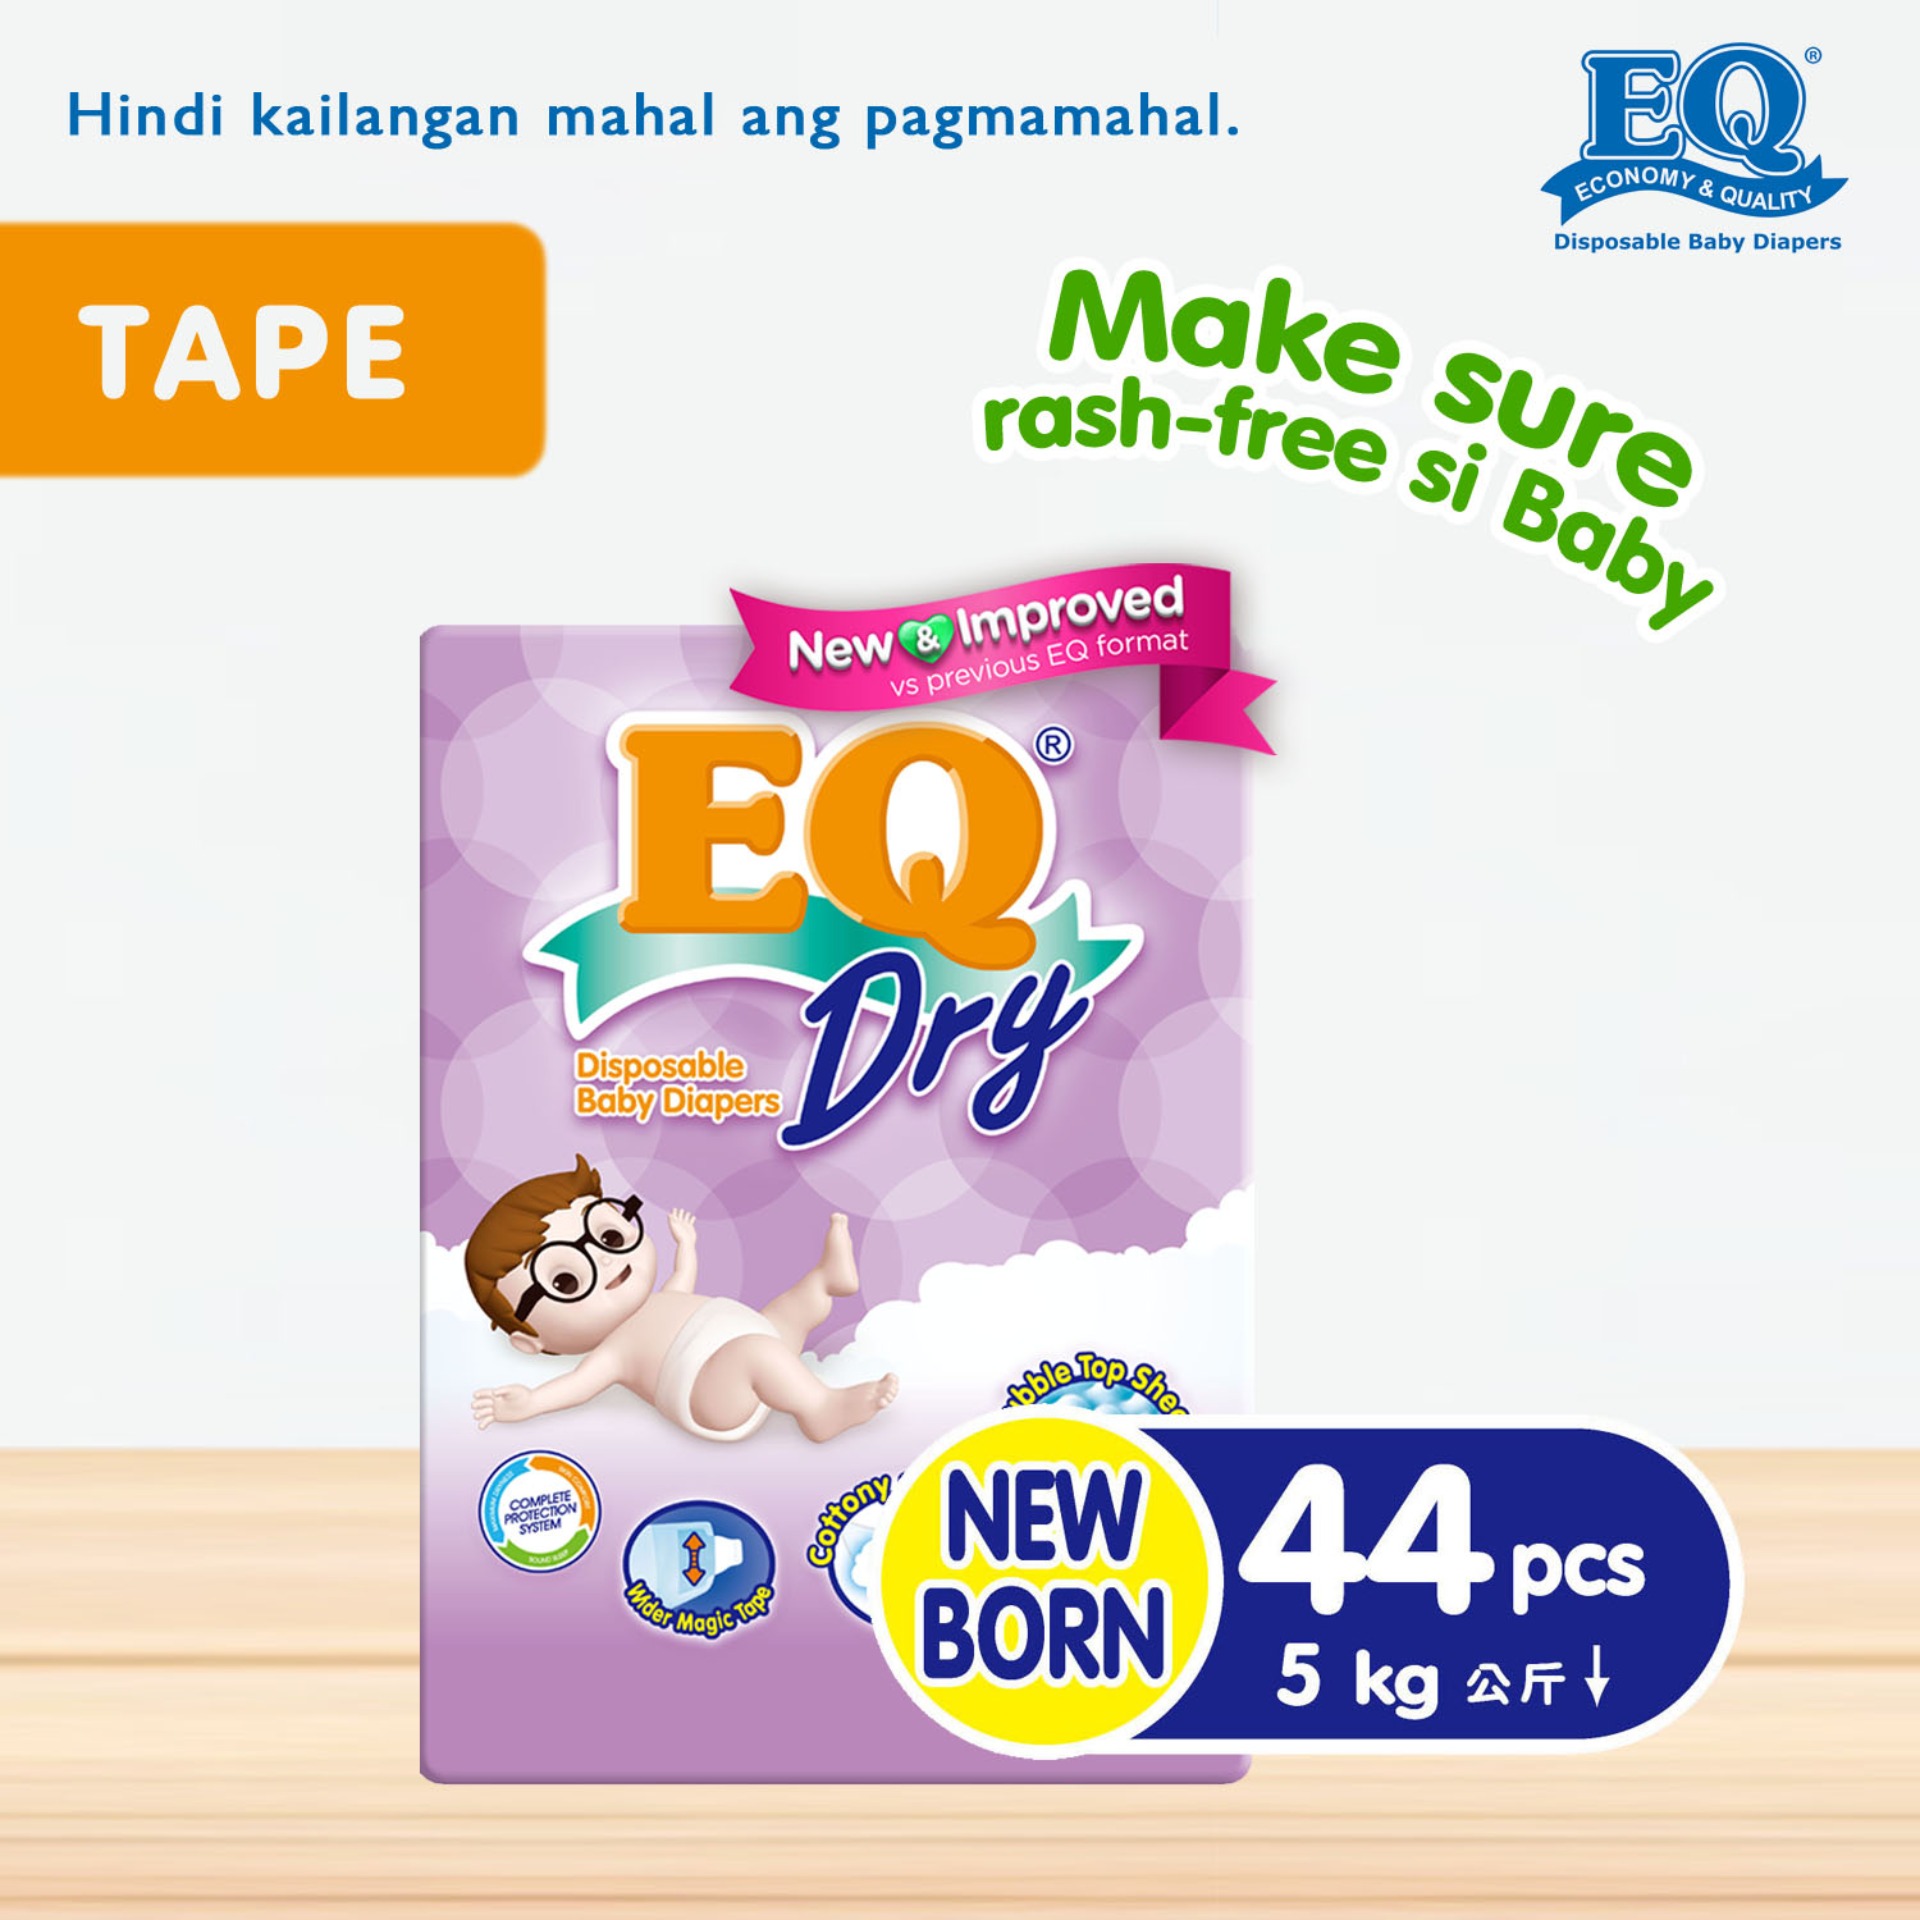 Hindi kailangan mahal ang pagmamahal.
EQ®
ECONOMY & QUALITY
Disposable Baby Diapers
TAPE
Make sure
rash-free si Baby
New & Improved
vs previous EQ format
EQ®
Dry
Disposable
Baby Diapers
Top
COMPLETE
PROTECTION
SYSTEM
Wider Magic Tape
Cottony
NEW
BORN
44 pcs
5 kg 公斤 ↓